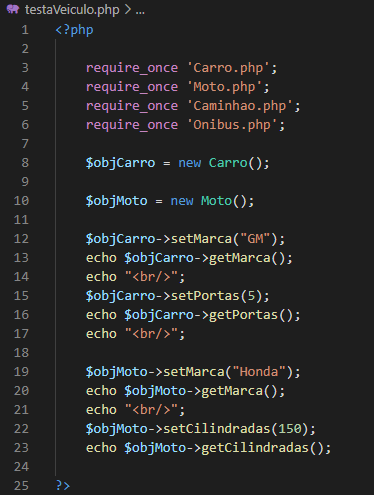 testaVeiculo.php > ...
1 <?php
2
3 require_once 'Carro.php';
4 require_once 'Moto.php';
5 require_once 'Caminhao.php';
6 require_once 'Onibus.php';
7
8 $objCarro = new Carro();
9
10 $objMoto = new Moto();
11
12 $objCarro->setMarca("GM");
13 echo $objCarro->getMarca();
14 echo "<br/>";
15 $objCarro->setPortas(5);
16 echo $objCarro->getPortas();
17 echo "<br/>";
18
19 $objMoto->setMarca("Honda");
20 echo $objMoto->getMarca();
21 echo "<br/>";
22 $objMoto->setCilindradas(150);
23 echo $objMoto->getCilindradas();
24
25 ?>